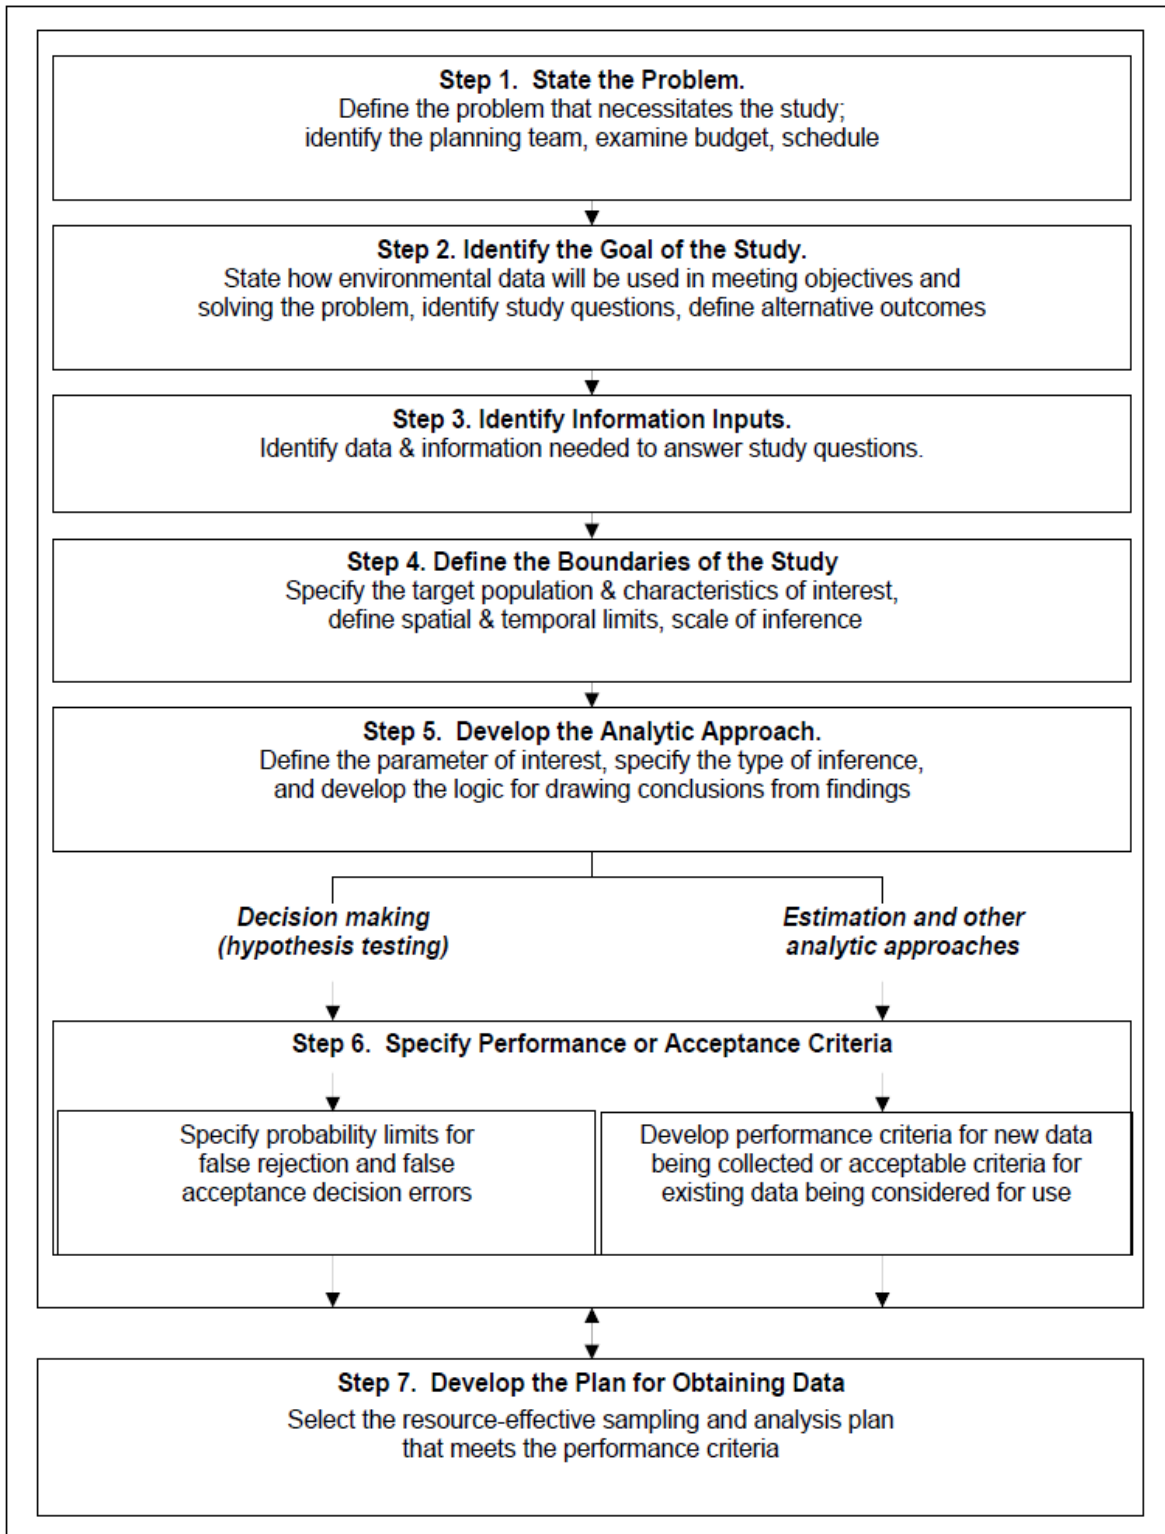 Step 1.  State the Problem.
Define the problem that necessitates the study;
identify the planning team, examine budget, schedule
Step 2. Identify the Goal of the Study.
State how environmental data will be used in meeting objectives and
solving the problem, identify study questions, define alternative outcomes
Step 3. Identify Information Inputs.
Identify data & information needed to answer study questions.
Step 4. Define the Boundaries of the Study
Specify the target population & characteristics of interest,
define spatial & temporal limits, scale of inference
Step 5.  Develop the Analytic Approach.
Define the parameter of interest, specify the type of inference,
and develop the logic for drawing conclusions from findings
Decision making
(hypothesis testing)
Estimation and other
analytic approaches
Step 6.  Specify Performance or Acceptance Criteria
Specify probability limits for
false rejection and false
acceptance decision errors
Develop performance criteria for new data
being collected or acceptable criteria for
existing data being considered for use
Step 7.  Develop the Plan for Obtaining Data
Select the resource-effective sampling and analysis plan
that meets the performance criteria